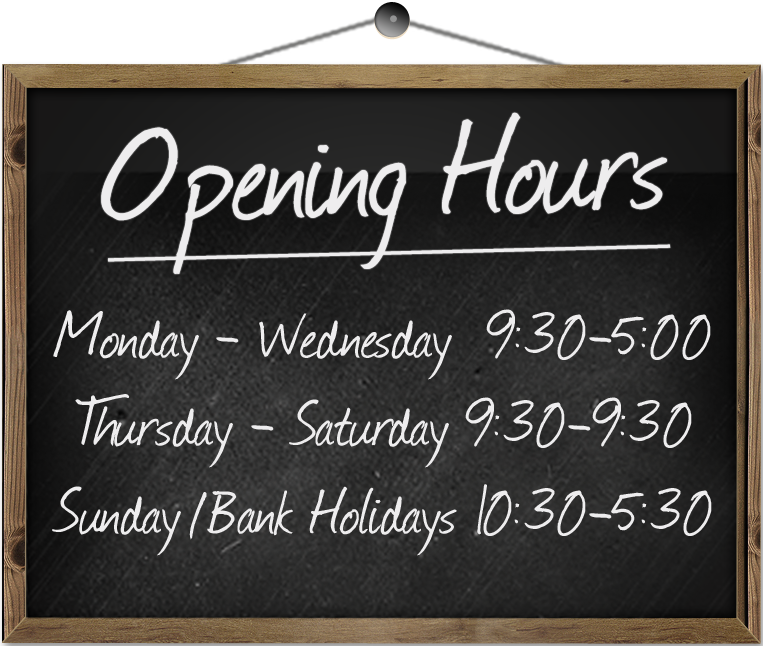 Opening Hours
Monday - Wednesday 9:30-5:00
Thursday - Saturday 9:30-9:30
Sunday/Bank Holidays 10:30-5:30